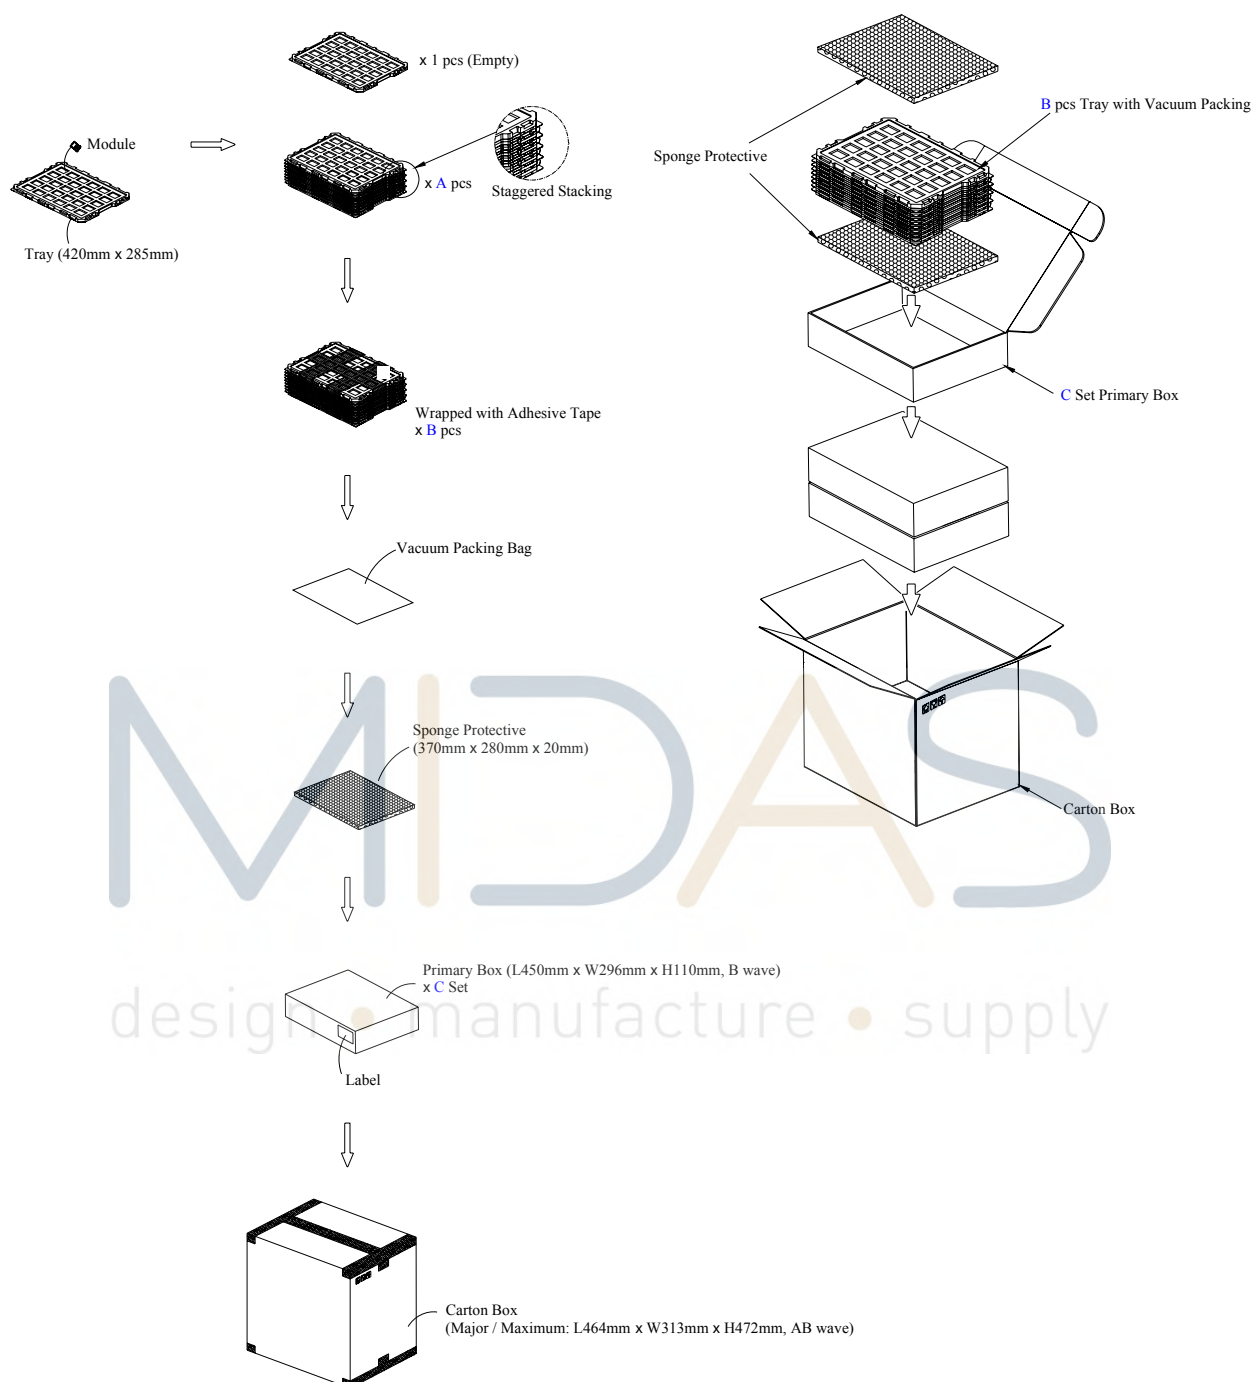 x 1 pcs (Empty)
Module
x A pcs
Staggered Stacking
Tray (420mm x 285mm)
Wrapped with Adhesive Tape
x B pcs
Vacuum Packing Bag
Sponge Protective
(370mm x 280mm x 20mm)
Primary Box (L450mm x W296mm x H110mm, B wave)
x C Set
Label
Carton Box
(Major / Maximum: L464mm x W313mm x H472mm, AB wave)
B pcs Tray with Vacuum Packing
Sponge Protective
C Set Primary Box
Carton Box
MIDAS
design • manufacture • supply